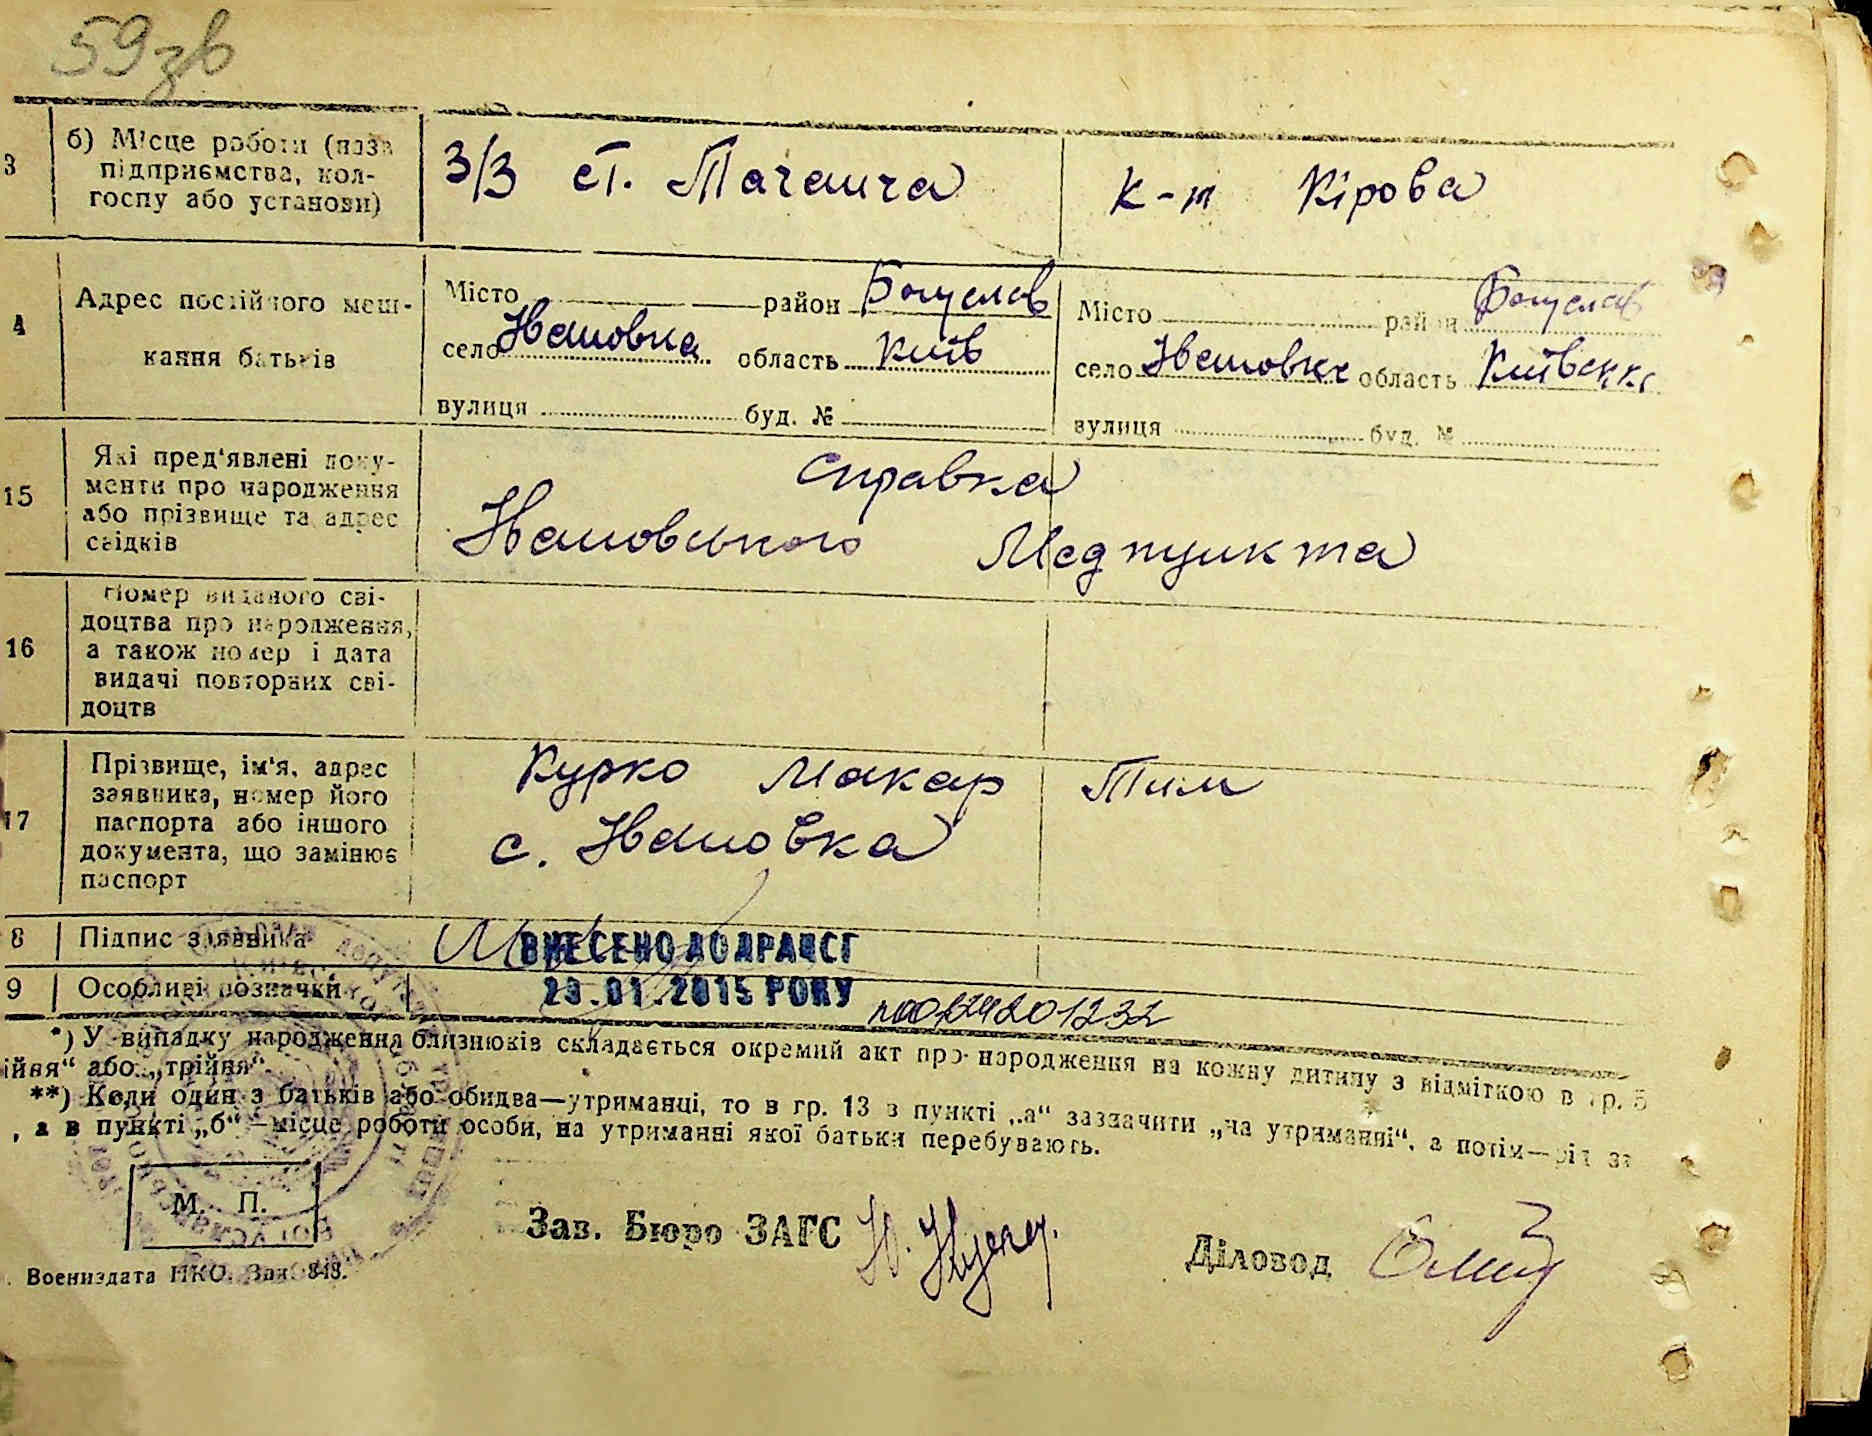 59 зв
3
б) Місце роботи (назв
підприємства, кол-
госпу або установи)
З/З ст. Таганча
к-п Кірова
4
Адрес постійного меш-
кання батьків
Місто район Богуслав
село Івановка область Київ
вулиця буд. №
Місто район Богуслав
село Івановка область Київська
вулиця буд. №
15
Які пред'явлені доку-
менти про народження
або прізвище та адрес
свідків
Справка
Івановського Медпункта
16
Номер виданого сві-
доцтва про народження,
а також номер і дата
видачі повторних сві-
доцтв
17
Прізвище, ім'я, адрес
заявника, номер його
паспорта або іншого
документа, що замінює
паспорт
Курко Макар Тим
с. Івановка
8 Підпис заявника
ВНЕСЕНО ДО ДРАЦСГ
9 Особливі позначки
23.01.2015 РОКУ
*) У випадку народження близнюків складається окремий акт про народження на кожну дитину з відміткою в гр. 5
ійня“ або „трійня“.
**) Коли один з батьків або обидва—утриманці, то в гр. 13 в пункті „а“ зазначити „на утриманні“, а потім—рід за
, а в пункті „б“—місце роботи особи, на утриманні якої батьки перебувають.
М. П.
Зав. Бюро ЗАГС
Діловод
Воениздата НКО. Зак. 848.